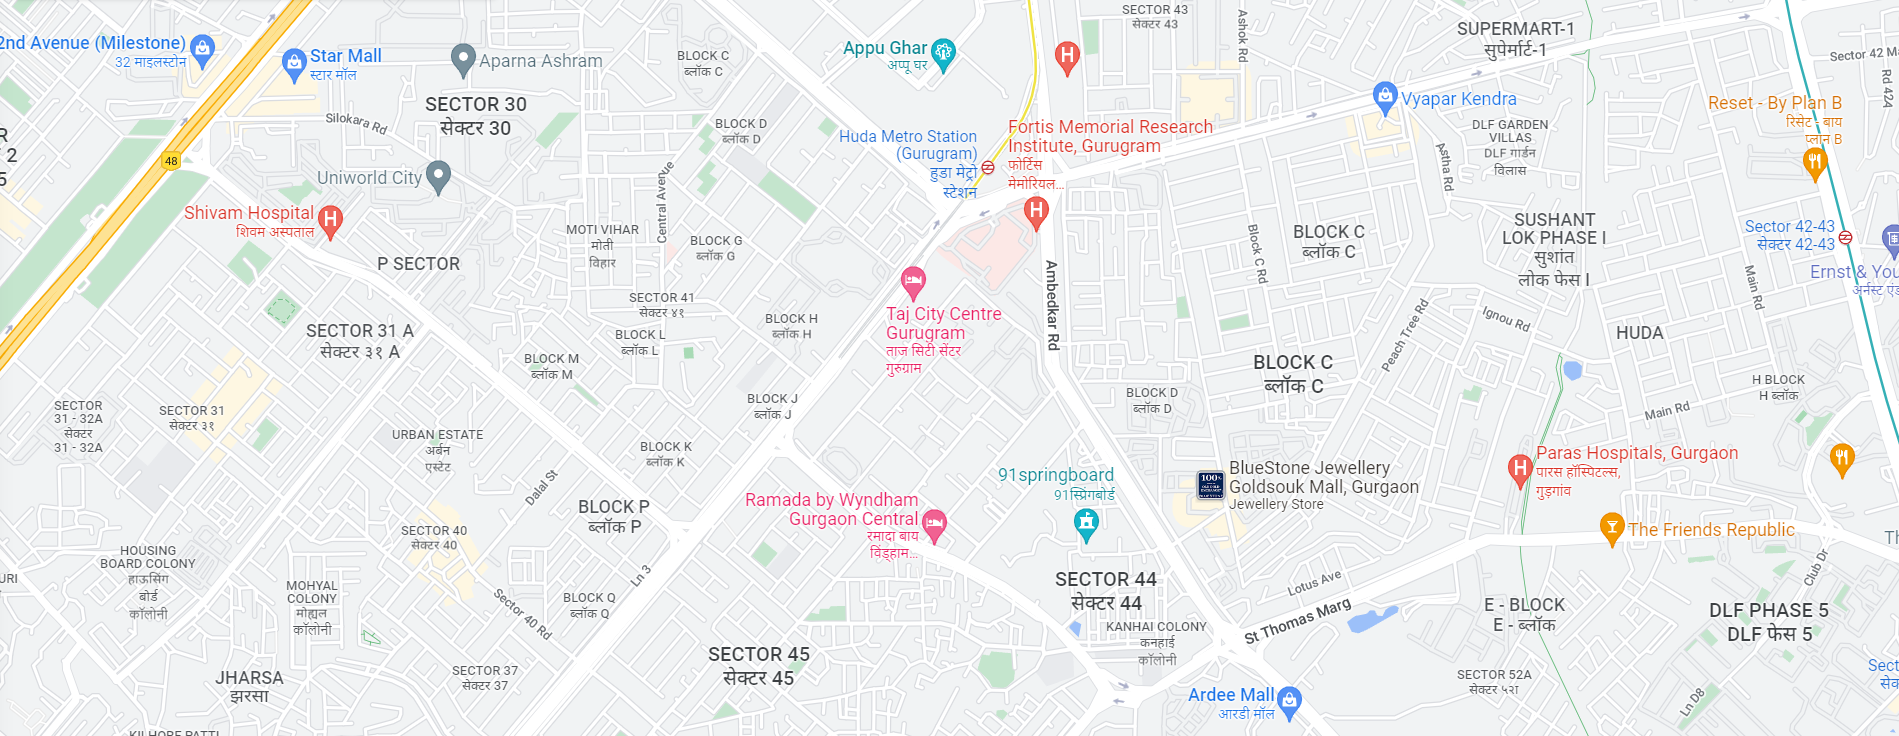 2nd Avenue (Milestone)
32 माइलस्टोन
Star Mall
स्टार मॉल
Aparna Ashram
SECTOR 30
सेक्टर 30
Silokara Rd
48
Uniworld City
Shivam Hospital
शिवम अस्पताल
P SECTOR
SECTOR 31 A
सेक्टर ३१ A
SECTOR
31 - 32A
सेक्टर
31 - 32A
SECTOR 31
सेक्टर ३१
URBAN ESTATE
अर्बन
एस्टेट
Dalal St
SECTOR 40
सेक्टर 40
HOUSING
BOARD COLONY
हाऊसिंग
बोर्ड
कॉलोनी
MOHYAL
COLONY
मोह्याल
कॉलोनी
JHARSA
झरसा
SECTOR 37
सेक्टर 37
Sector 40 Rd
Ln 3
BLOCK C
ब्लॉक C
BLOCK D
ब्लॉक D
Central Avenue
MOTI VIHAR
मोती
विहार
BLOCK G
ब्लॉक G
SECTOR 41
सेक्टर ४१
BLOCK L
ब्लॉक L
BLOCK M
ब्लॉक M
BLOCK H
ब्लॉक H
BLOCK J
ब्लॉक J
BLOCK K
ब्लॉक K
BLOCK P
ब्लॉक P
BLOCK Q
ब्लॉक Q
SECTOR 45
सेक्टर 45
Appu Ghar
अप्पू घर
Huda Metro Station
(Gurugram)
हुडा मेट्रो
स्टेशन
Fortis Memorial Research
Institute, Gurugram
फोर्टिस
मेमोरियल...
Taj City Centre
Gurugram
ताज सिटी सेंटर
गुरुग्राम
Ambedkar Rd
Ramada by Wyndham
Gurgaon Central
रमादा बाय
विंड्हाम...
91springboard
91स्प्रिंगबोर्ड
SECTOR 44
सेक्टर 44
KANHAI COLONY
कनहाई
कॉलोनी
Ardee Mall
आरडी मॉल
SECTOR 43
सेक्टर 43
Ashok Rd
SUPERMART-1
सुपेर्मार्ट-1
Vyapar Kendra
DLF GARDEN
VILLAS
DLF गार्डन
विलास
Astha Rd
BLOCK C
ब्लॉक C
Block C Rd
SUSHANT
LOK PHASE I
सुशांत
लोक फेस I
Peach Tree Rd
Ignou Rd
BLOCK C
ब्लॉक C
BLOCK D
ब्लॉक D
100%
BlueStone Jewellery
Goldsouk Mall, Gurgaon
Jewellery Store
Lotus Ave
St Thomas Marg
Paras Hospitals, Gurgaon
पारस हॉस्पिटल्स,
गुड़गांव
The Friends Republic
E - BLOCK
E - ब्लॉक
DLF PHASE 5
DLF फेस 5
Club Dr
SECTOR 52A
सेक्टर ५२1
Ln D8
HUDA
H BLOCK
H ब्लॉक
Main Rd
Main Rd
Sector 42-43
सेक्टर 42-43
Reset - By Plan B
रिसेट - बाय
प्लान B
Rd 42A
Ernst & You
अर्नस्ट एंड